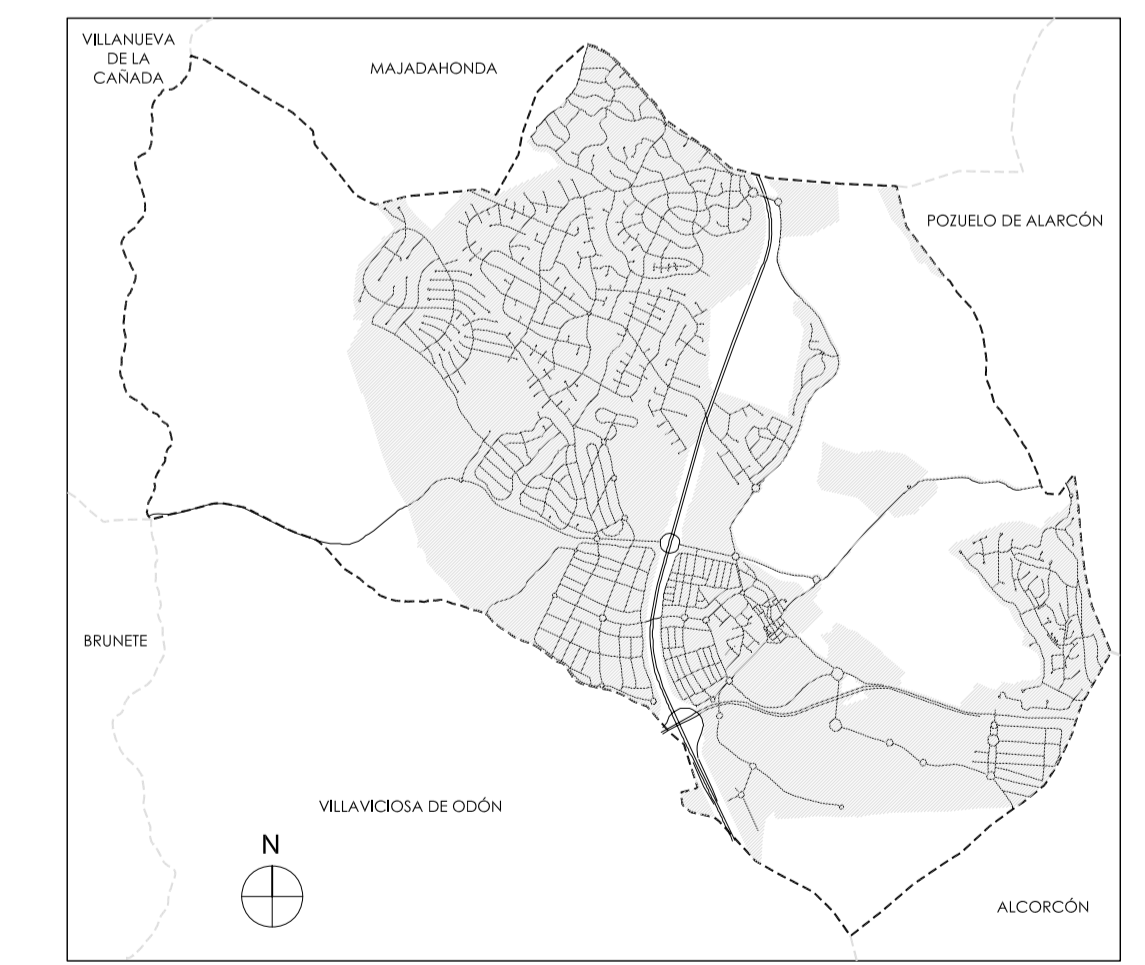 VILLANUEVA
DE LA
CAÑADA
MAJADAHONDA
POZUELO DE ALARCÓN
BRUNETE
VILLAVICIOSA DE ODÓN
N
ALCORCÓN